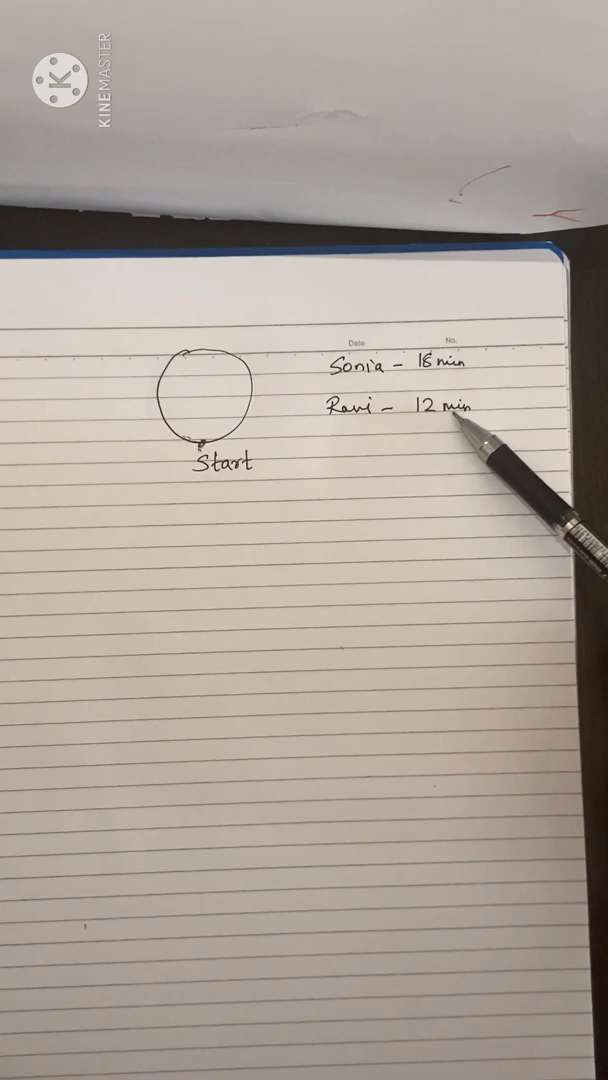 KINEMASTER
Date No.
Sonia - 18 min
Ravi - 12 min
Start